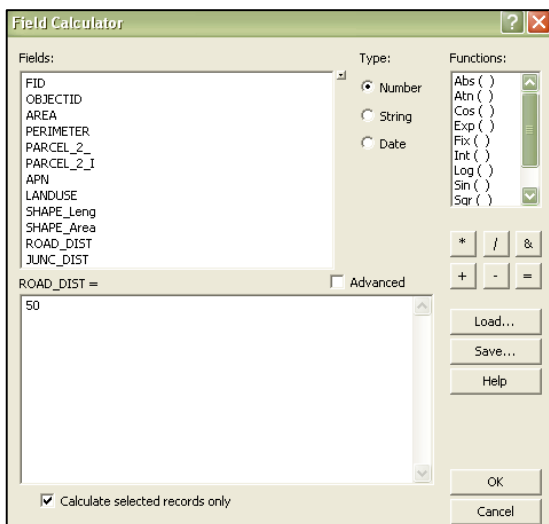 Field Calculator
Fields:
FID
OBJECTID
AREA
PERIMETER
PARCEL_2_
PARCEL_2_I
APN
LANDUSE
SHAPE_Leng
SHAPE_Area
ROAD_DIST
JUNC_DIST
Type:
Number
String
Date
Functions:
Abs ( )
Atn ( )
Cos ( )
Exp ( )
Fix ( )
Int ( )
Log ( )
Sin ( )
Sqr ( )
* / &
+ - =
ROAD_DIST =
Advanced
50
Load...
Save...
Help
Calculate selected records only
OK
Cancel